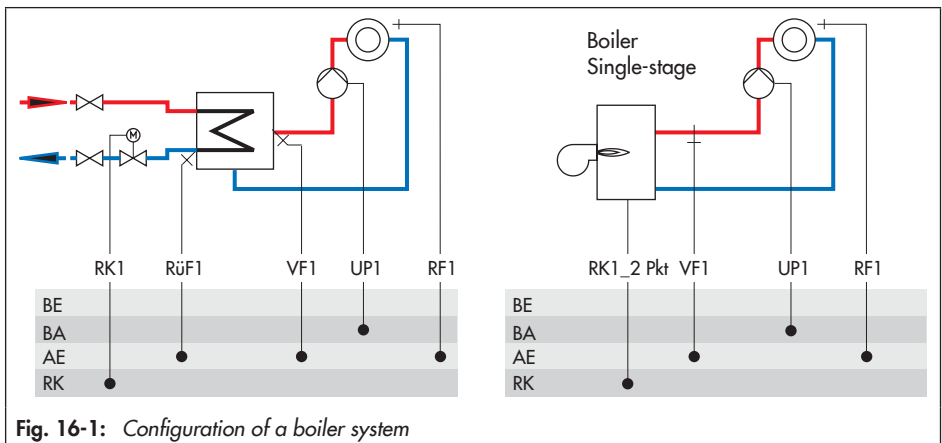 Boiler
Single-stage
M
RK1 RüF1 VF1 UP1 RF1
BE
BA
AE
RK
RK1_2 Pkt VF1 UP1 RF1
BE
BA
AE
RK
Fig. 16-1: Configuration of a boiler system